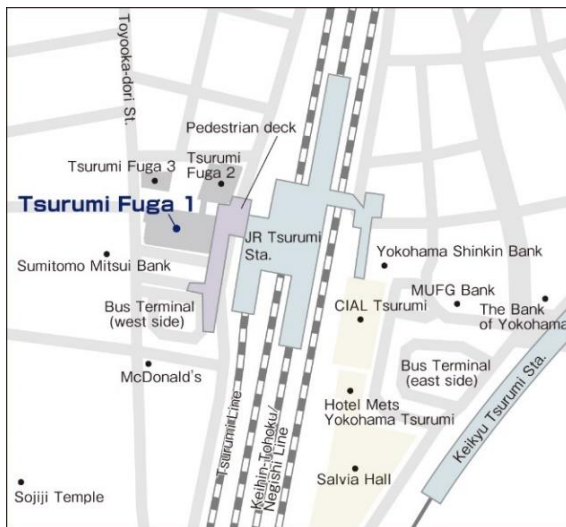 Toyooka-dori St.
Pedestrian deck
Tsurumi Fuga 3
Tsurumi
Fuga 2
Tsurumi Fuga 1
JR Tsurumi
Sta.
Sumitomo Mitsui Bank
Yokohama Shinkin Bank
MUFG Bank
Bus Terminal
(west side)
CIAL Tsurumi
The Bank
of Yokohama
McDonald's
Bus Terminal
(east side)
Tsurumi Line
Keihin-Tohoku/
Negishi Line
Hotel Mets
Yokohama Tsurumi
Keikyu Tsurumi Sta.
Sojiji Temple
Salvia Hall